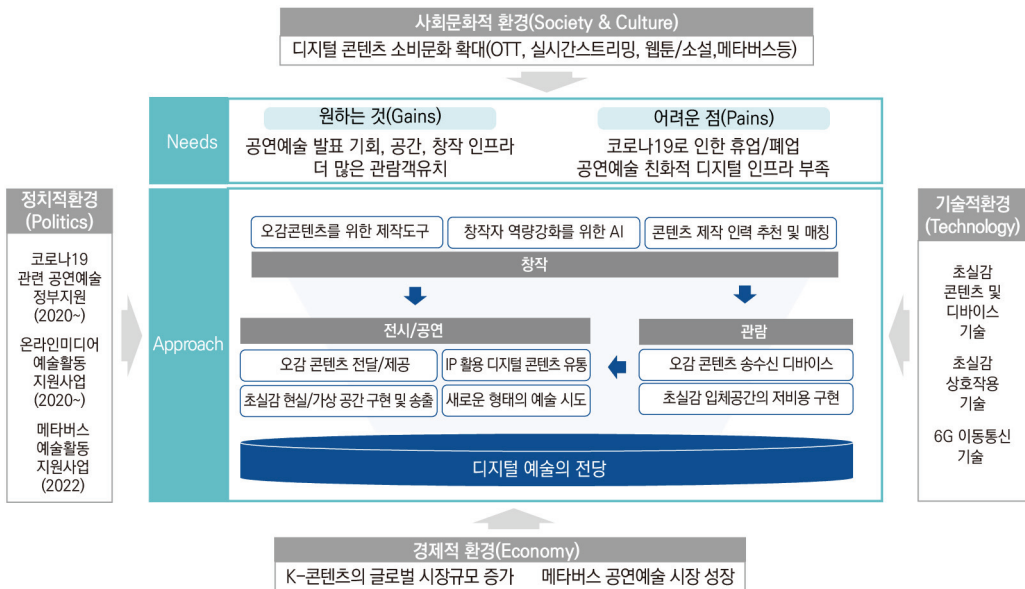 사회문화적 환경(Society & Culture)
디지털 콘텐츠 소비문화 확대(OTT, 실시간스트리밍, 웹툰/소설,메타버스등)
Needs
원하는 것(Gains)
공연예술 발표 기회, 공간, 창작 인프라
더 많은 관람객유치
어려운 점(Pains)
코로나19로 인한 휴업/폐업
공연예술 친화적 디지털 인프라 부족
정치적환경
(Politics)
코로나19
관련 공연예술
정부지원
(2020~)
온라인미디어
예술활동
지원사업
(2020~)
메타버스
예술활동
지원사업
(2022)
Approach
오감콘텐츠를 위한 제작도구
창작자 역량강화를 위한 AI
콘텐츠 제작 인력 추천 및 매칭
창작
전시/공연
오감 콘텐츠 전달/제공
IP 활용 디지털 콘텐츠 유통
초실감 현실/가상 공간 구현 및 송출
새로운 형태의 예술 시도
관람
오감 콘텐츠 송수신 디바이스
초실감 입체공간의 저비용 구현
디지털 예술의 전당
기술적환경
(Technology)
초실감
콘텐츠 및
디바이스
기술
초실감
상호작용
기술
6G 이동통신
기술
경제적 환경(Economy)
K-콘텐츠의 글로벌 시장규모 증가
메타버스 공연예술 시장 성장